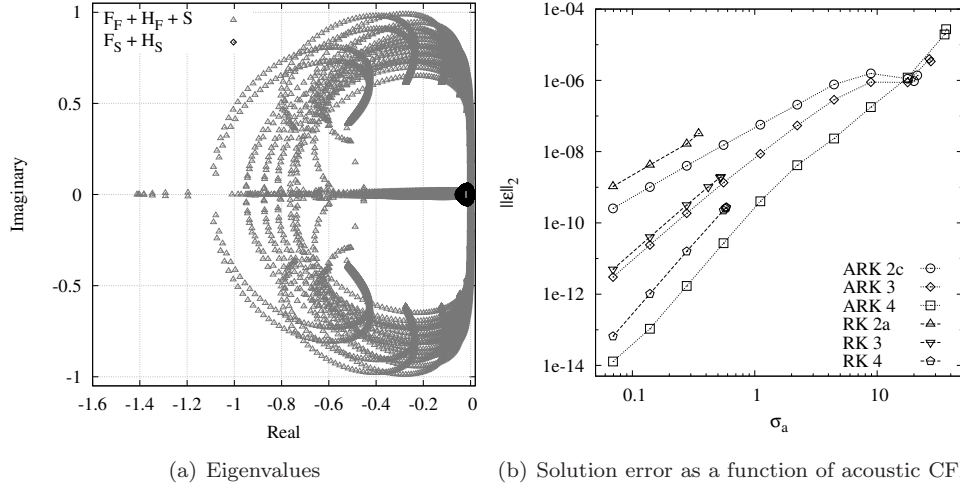 F_F + H_F + S
F_S + H_S
1
0.5
0
-0.5
-1
Imaginary
-1.6 -1.4 -1.2 -1 -0.8 -0.6 -0.4 -0.2 0
Real
(a) Eigenvalues
1e-04
1e-06
1e-08
1e-10
1e-12
1e-14
||ε||₂
ARK 2c
ARK 3
ARK 4
RK 2a
RK 3
RK 4
0.1 1 10
σₐ
(b) Solution error as a function of acoustic CF